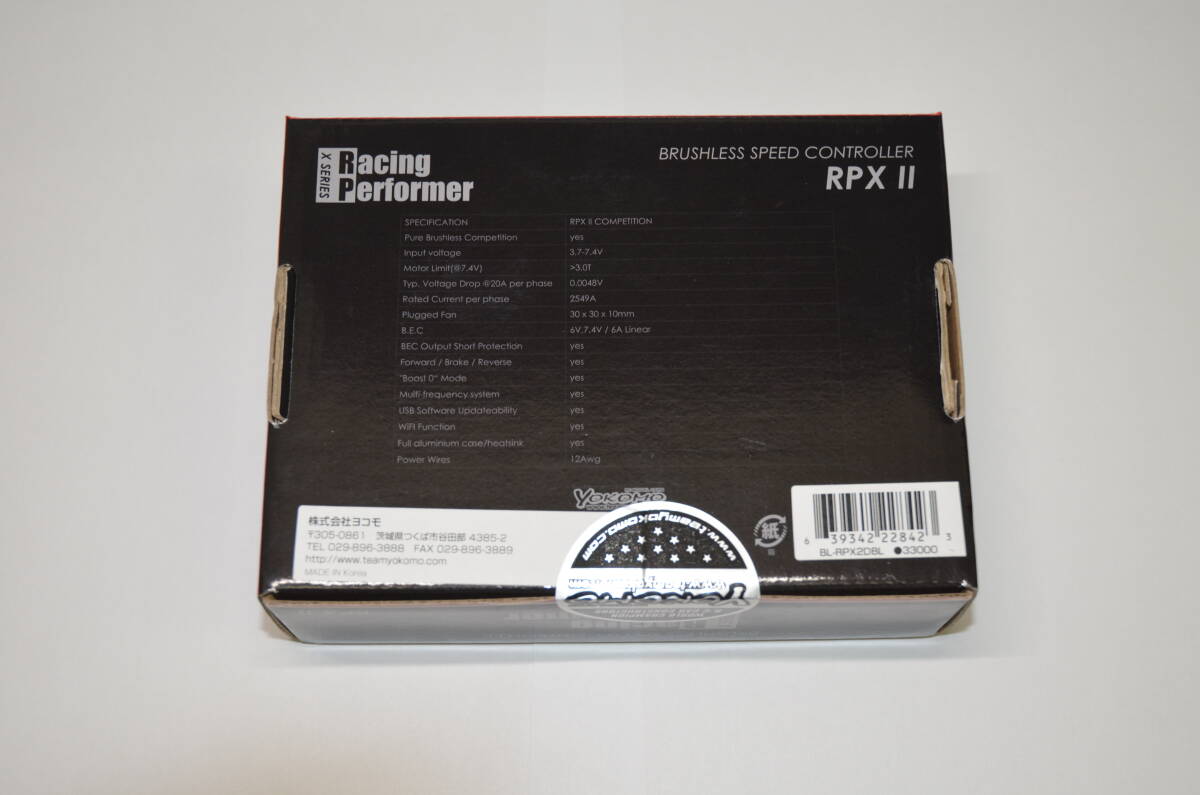 X SERIES
Racing
Performer
BRUSHLESS SPEED CONTROLLER
RPX II
SPECIFICATION RPX II COMPETITION
Pure Brushless Competition yes
Input voltage 3.7-7.4V
Motor Limit(@7.4V) >3.0T
Typ. Voltage Drop @20A per phase 0.0048V
Rated Current per phase 2549A
Plugged Fan 30 x 30 x 10mm
B.E.C 6V,7.4V / 6A Linear
BEC Output Short Protection yes
Forward / Brake / Reverse yes
"Boost 0" Mode yes
Multi frequency system yes
USB Software Updateability yes
WiFi Function yes
Full aluminium case/heatsink yes
Power Wires 12Awg
YOKOMO
www.teamyokomo.com
株式会社ヨコモ
〒305-0861 茨城県つくば市谷田部 4385-2
TEL 029-896-3888 FAX 029-896-3889
http://www.teamyokomo.com
MADE IN Korea
紙
6 39342 22842 3
BL-RPX2DBL ●33000